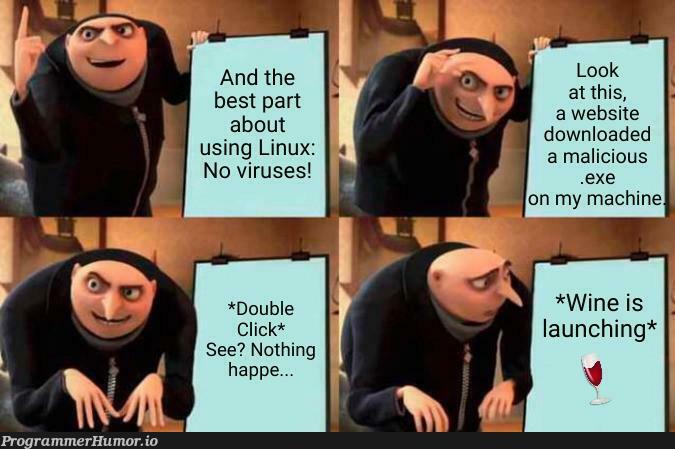 And the
best part
about
using Linux:
No viruses!
Look
at this,
a website
downloaded
a malicious
.exe
on my machine.
*Double
Click*
See? Nothing
happe...
*Wine is
launching*
ProgrammerHumor.io